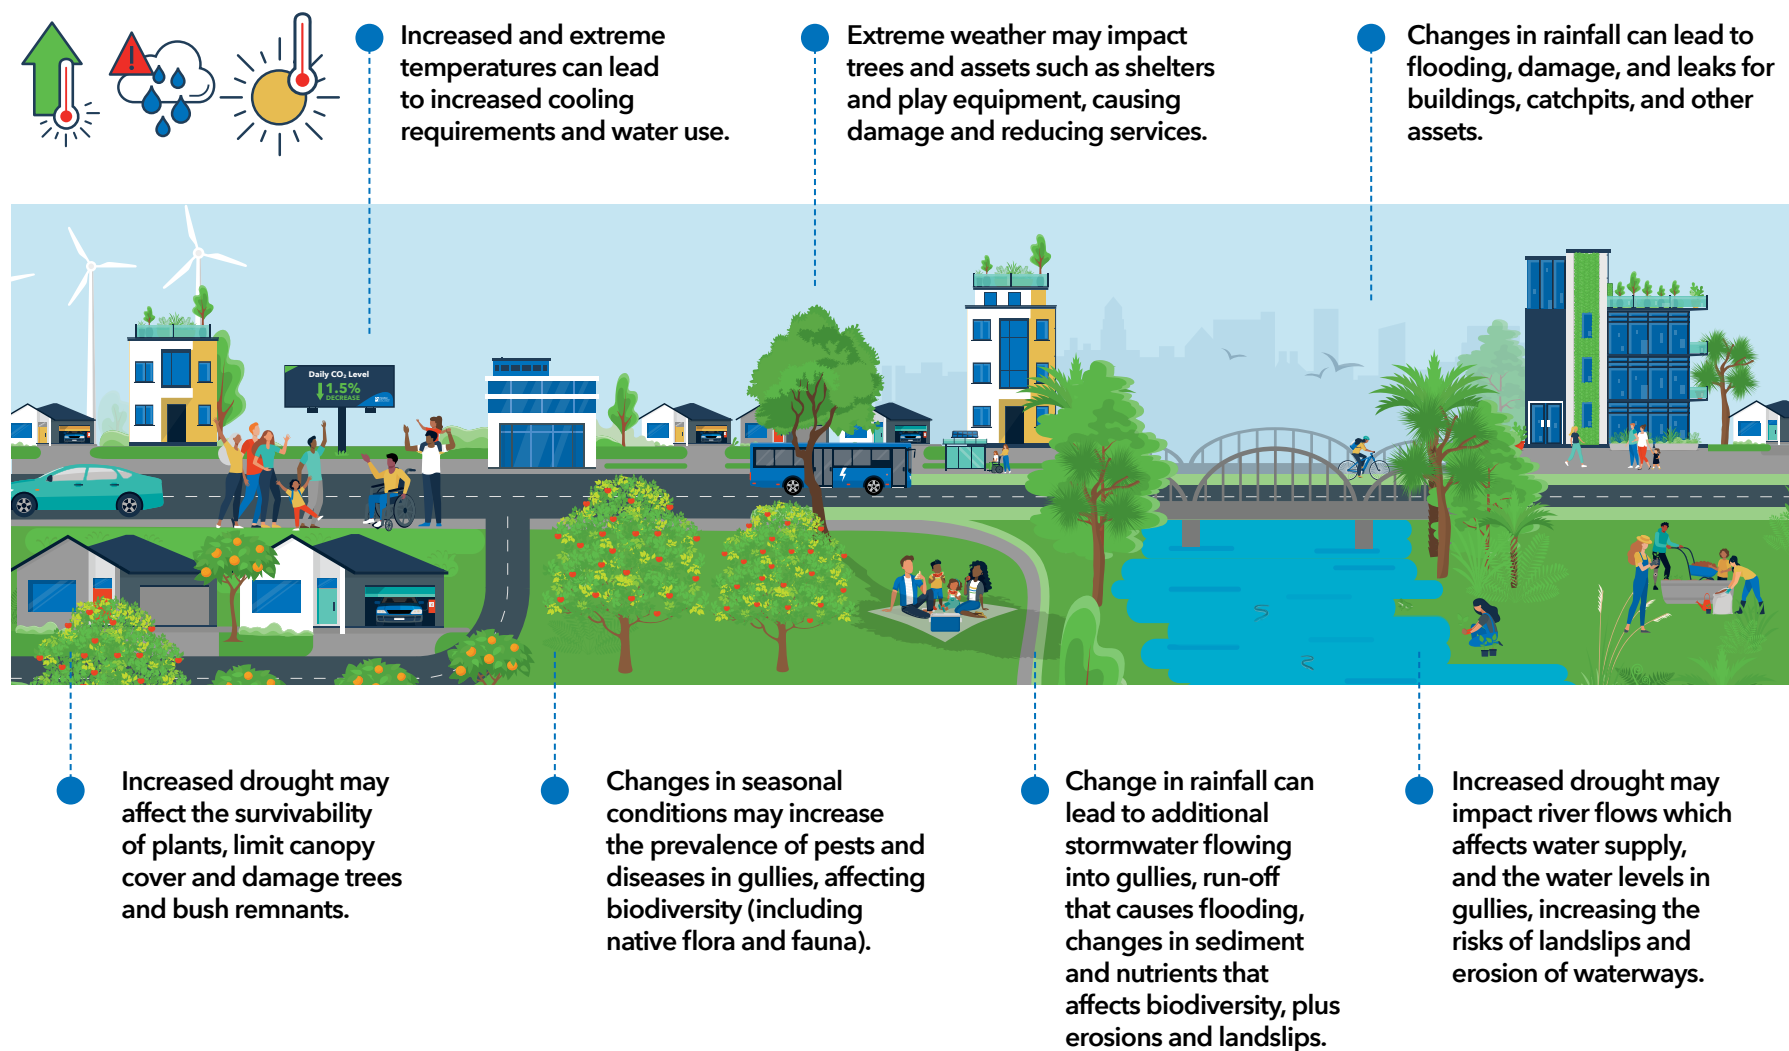 Increased and extreme
temperatures can lead
to increased cooling
requirements and water use.
Extreme weather may impact
trees and assets such as shelters
and play equipment, causing
damage and reducing services.
Changes in rainfall can lead to
flooding, damage, and leaks for
buildings, catchpits, and other
assets.
Daily CO₂ Level
1.5%
DECREASE
Increased drought may
affect the survivability
of plants, limit canopy
cover and damage trees
and bush remnants.
Changes in seasonal
conditions may increase
the prevalence of pests and
diseases in gullies, affecting
biodiversity (including
native flora and fauna).
Change in rainfall can
lead to additional
stormwater flowing
into gullies, run-off
that causes flooding,
changes in sediment
and nutrients that
affects biodiversity, plus
erosions and landslips.
Increased drought may
impact river flows which
affects water supply,
and the water levels in
gullies, increasing the
risks of landslips and
erosion of waterways.